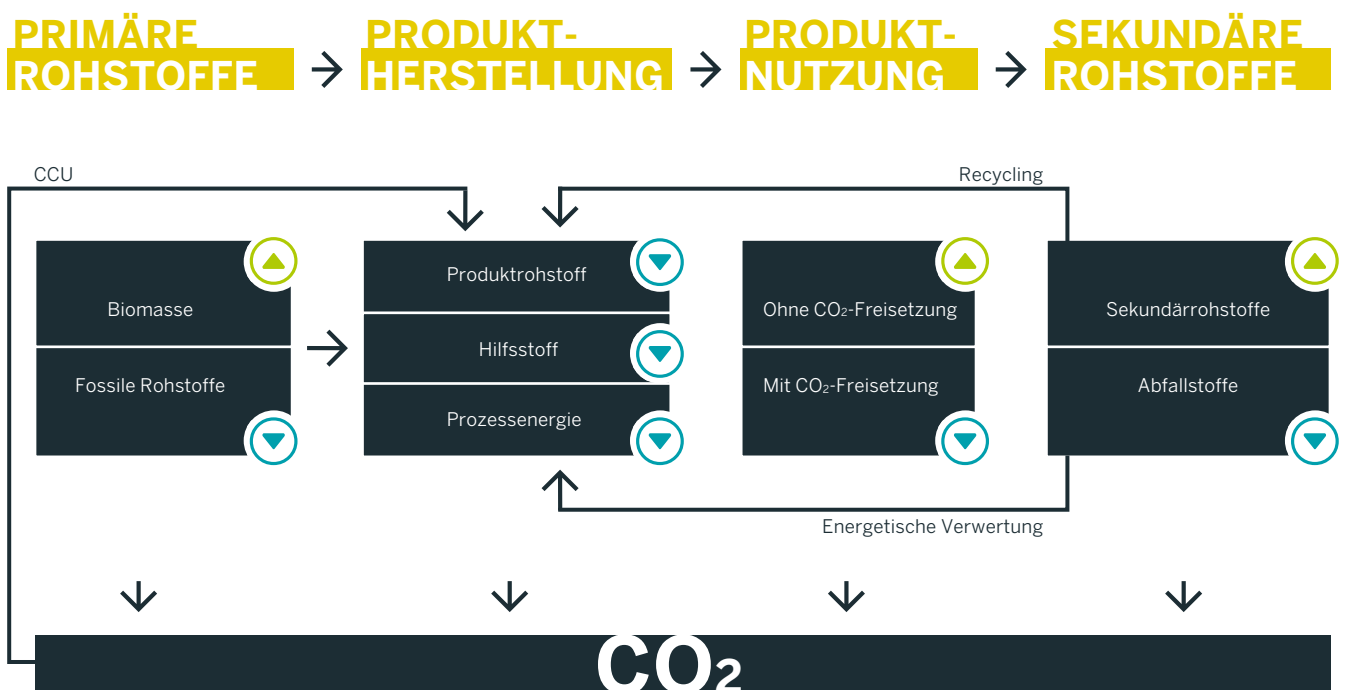 PRIMÄRE
ROHSTOFFE
PRODUKT-
HERSTELLUNG
PRODUKT-
NUTZUNG
SEKUNDÄRE
ROHSTOFFE
CCU
Recycling
Biomasse
Fossile Rohstoffe
Produktrohstoff
Hilfsstoff
Prozessenergie
Ohne CO₂-Freisetzung
Mit CO₂-Freisetzung
Sekundärrohstoffe
Abfallstoffe
Energetische Verwertung
CO₂